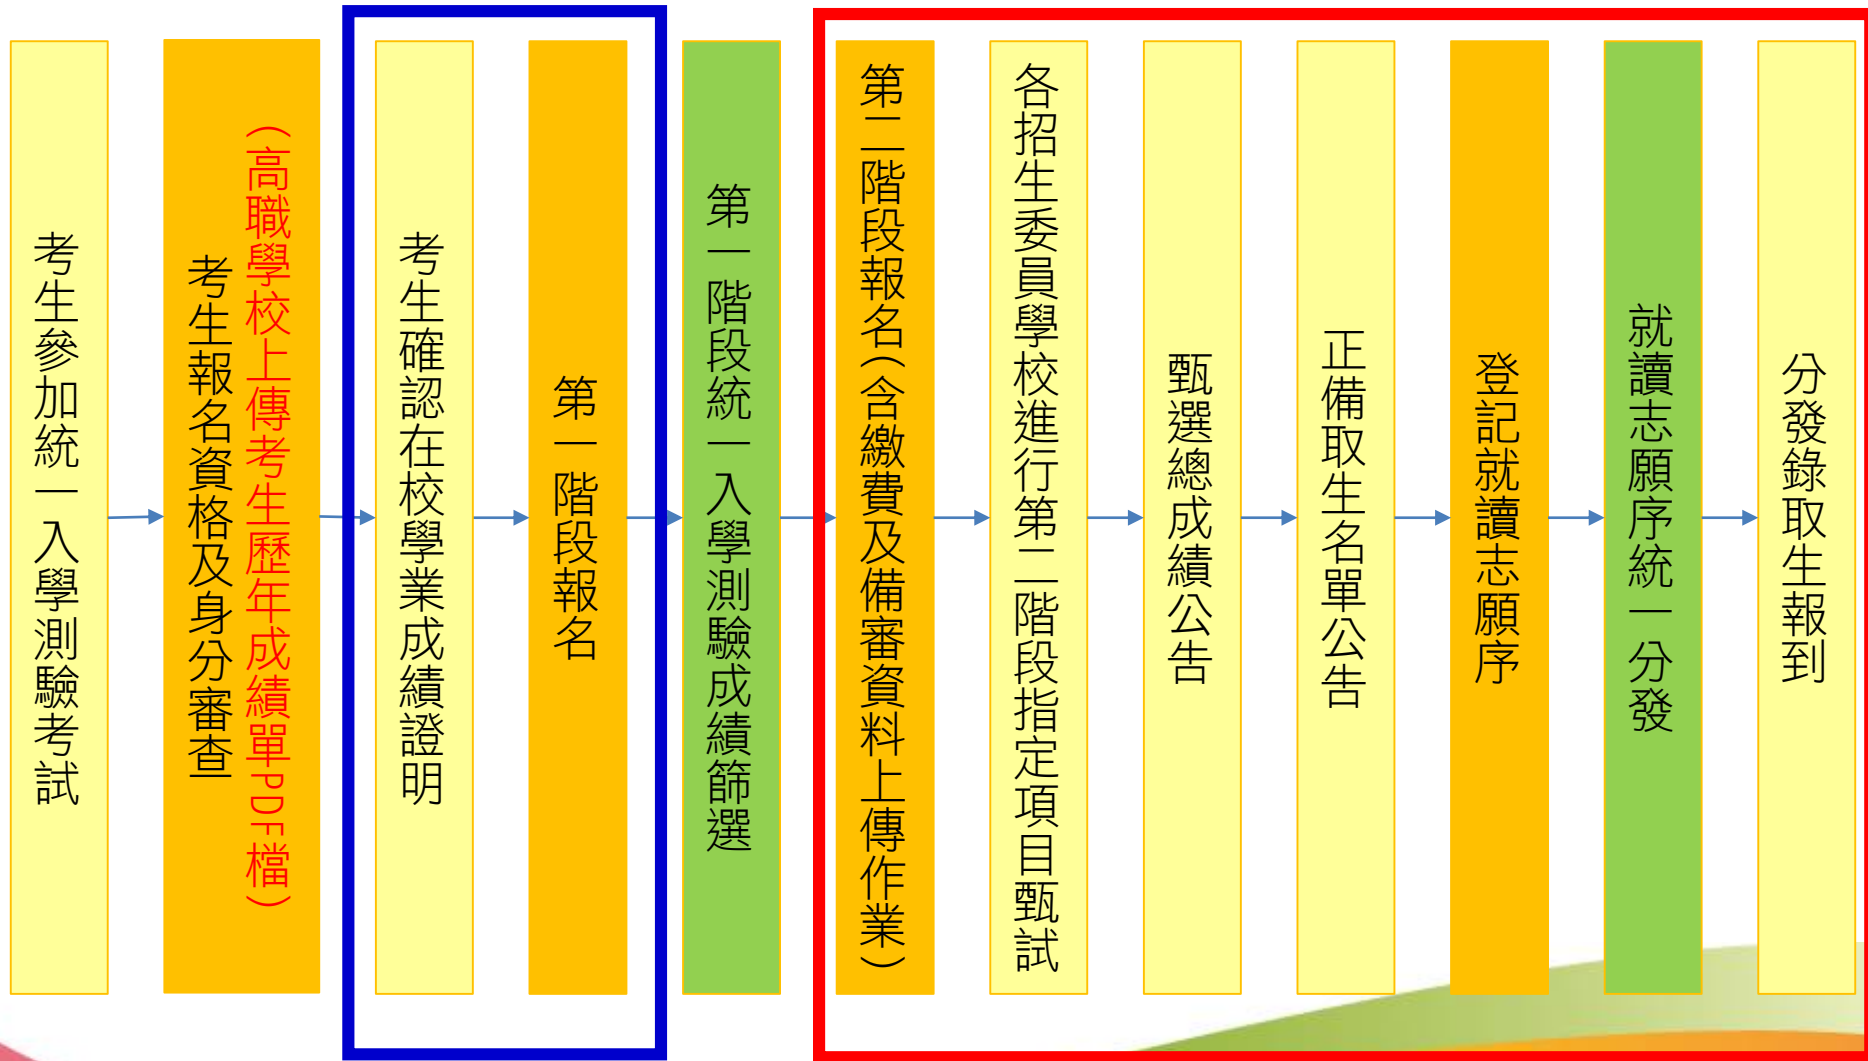 考生參加統一入學測驗考試
(高職學校上傳考生歷年成績單PDF檔)
考生報名資格及身分審查
考生確認在校學業成績證明
第一階段報名
第一階段統一入學測驗成績篩選
第二階段報名(含繳費及備審資料上傳作業)
各招生委員學校進行第二階段指定項目甄試
甄選總成績公告
正備取生名單公告
登記就讀志願序
就讀志願序統一分發
分發錄取生報到